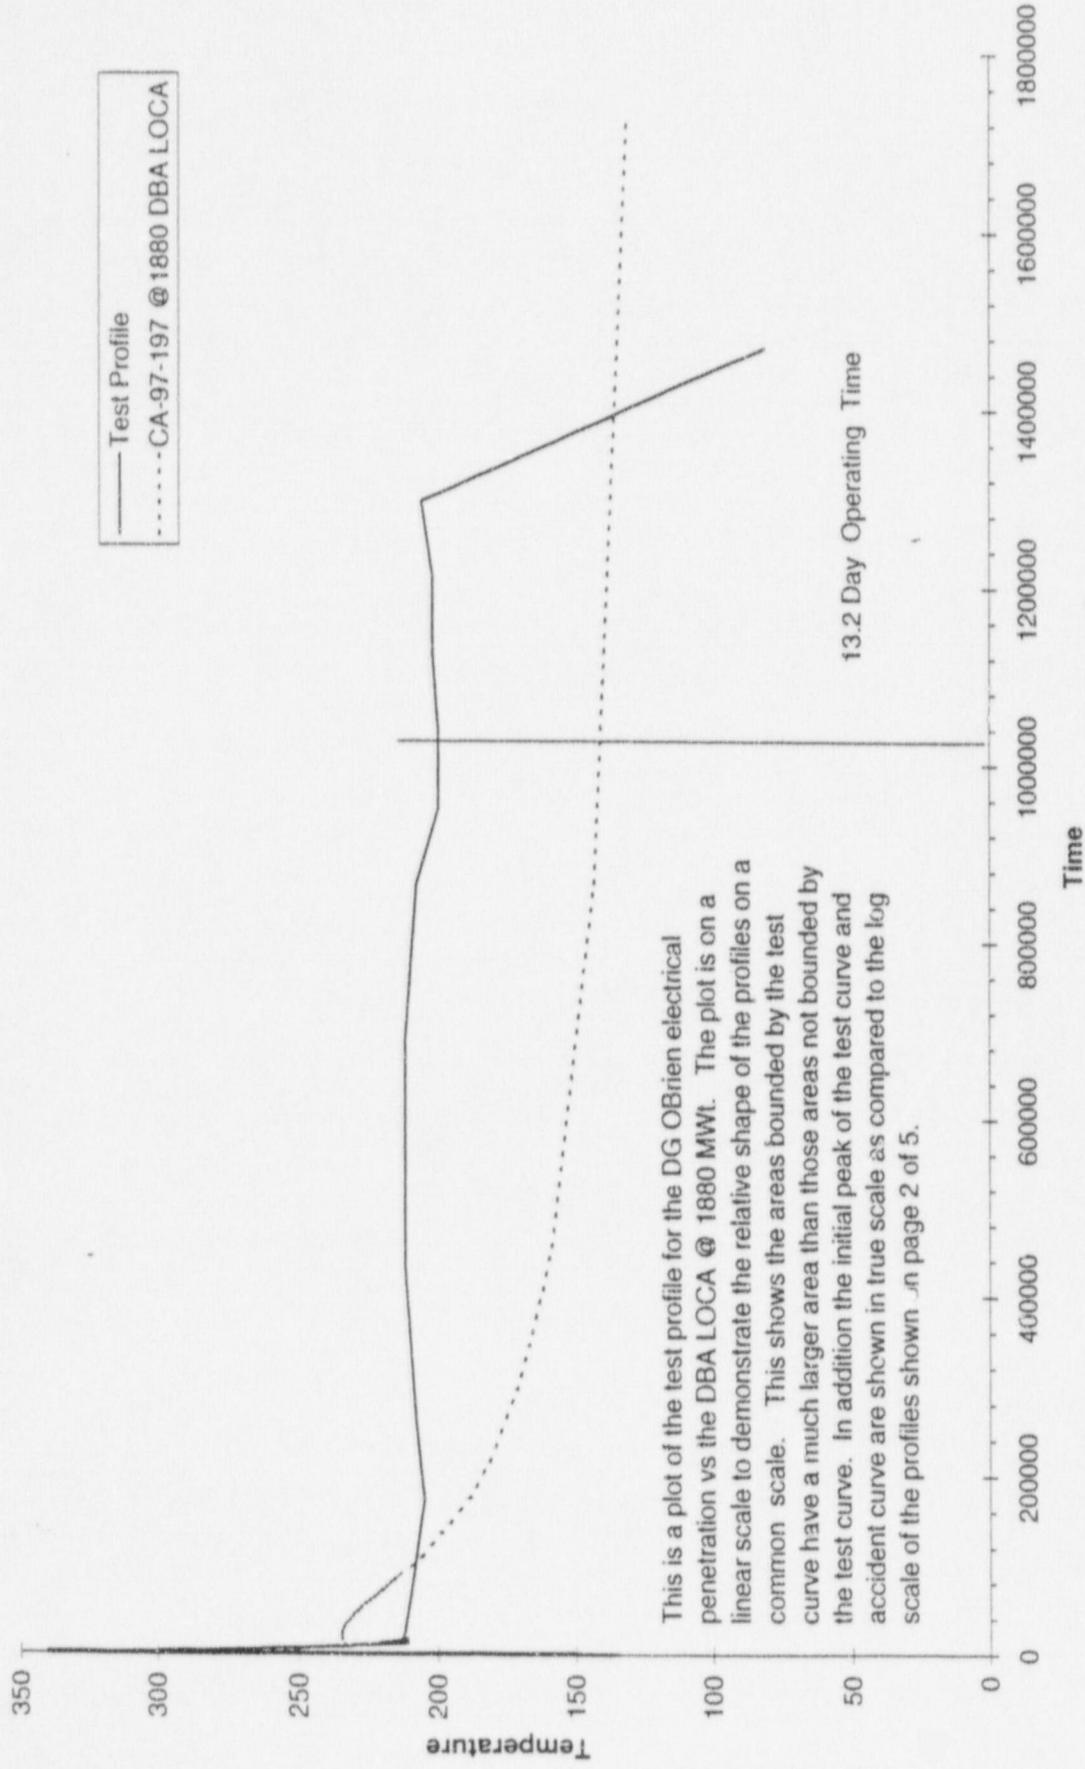 350
300
250
200
150
100
50
0
Temperature
Test Profile
CA-97-197 @1880 DBA LOCA
13.2 Day Operating Time
This is a plot of the test profile for the DG OBrien electrical
penetration vs the DBA LOCA @ 1880 MWt. The plot is on a
linear scale to demonstrate the relative shape of the profiles on a
common scale. This shows the areas bounded by the test
curve have a much larger area than those areas not bounded by
the test curve. In addition the initial peak of the test curve and
accident curve are shown in true scale as compared to the log
scale of the profiles shown on page 2 of 5.
0
200000
400000
600000
800000
1000000
1200000
1400000
1600000
1800000
Time